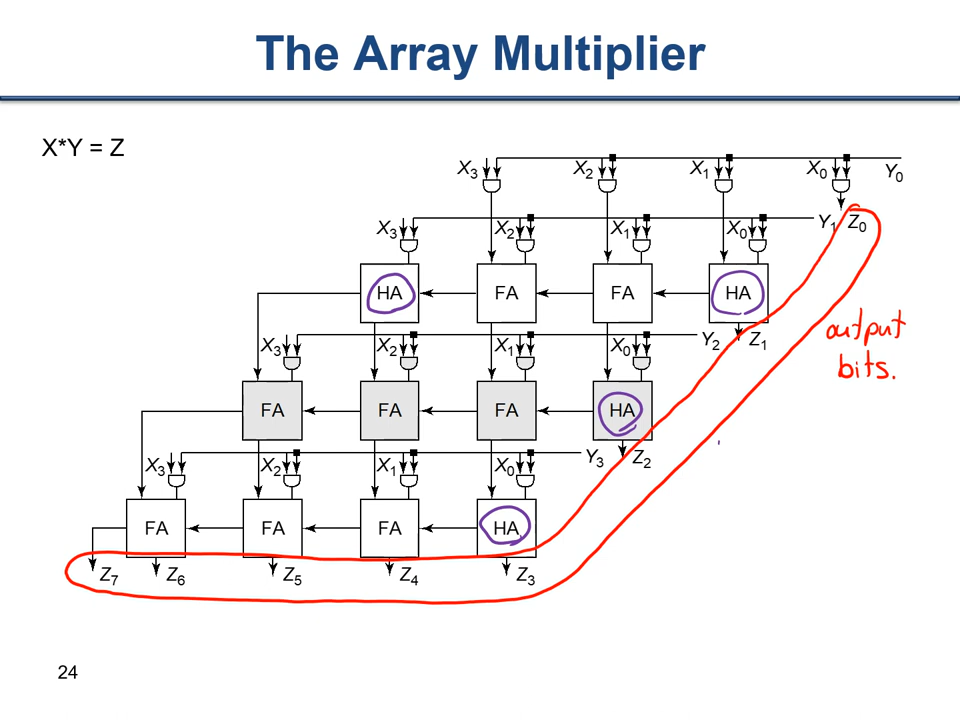 The Array Multiplier
X*Y = Z
X₃ X₂ X₁ X₀ Y₀
X₃ X₂ X₁ X₀ Y₁ Z₀
HA FA FA HA
output
bits.
X₃ X₂ X₁ X₀ Y₂ Z₁
FA FA FA HA
X₃ X₂ X₁ X₀ Y₃ Z₂
FA FA FA HA
Z₇ Z₆ Z₅ Z₄ Z₃
24